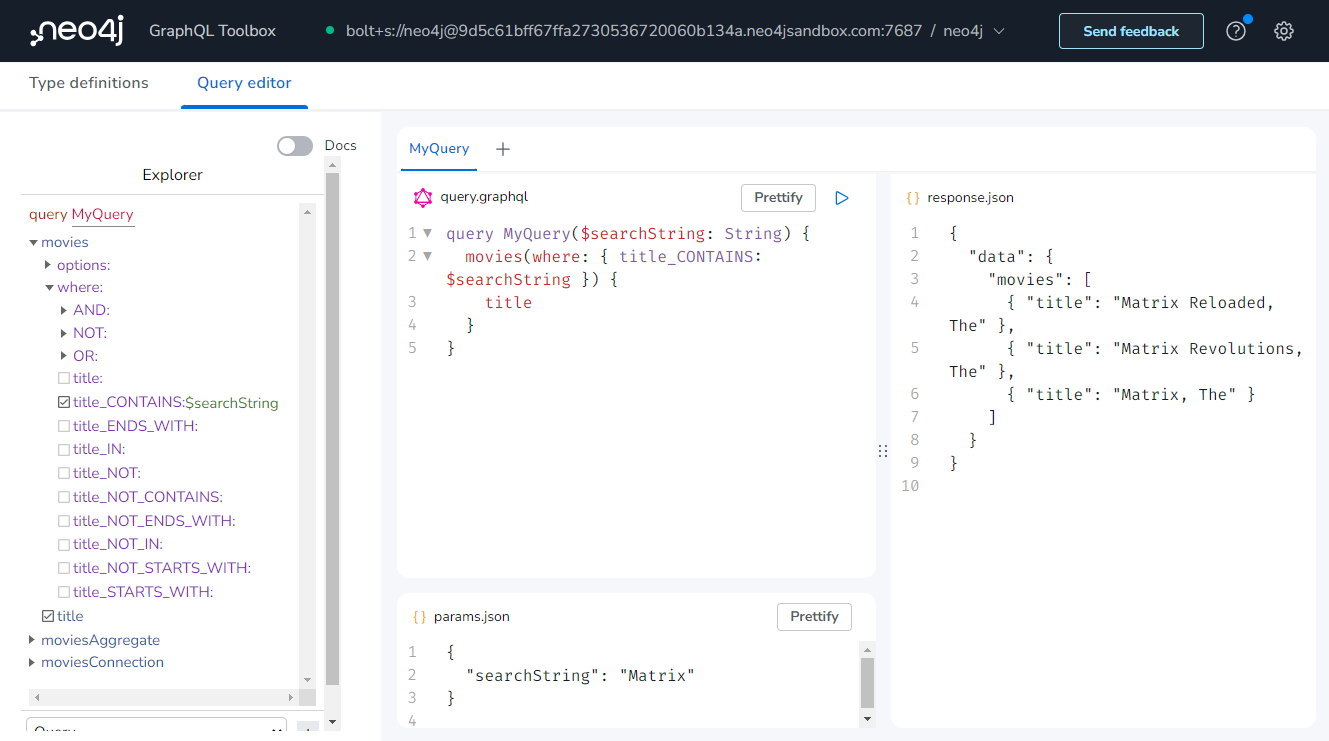 neo4j GraphQL Toolbox bolt+s://neo4j@9d5c61bff67ffa2730536720060b134a.neo4jsandbox.com:7687 / neo4j Send feedback ?
Type definitions Query editor
Docs
Explorer
query MyQuery
movies
options:
where:
AND:
NOT:
OR:
title:
title_CONTAINS:$searchString
title_ENDS_WITH:
title_IN:
title_NOT:
title_NOT_CONTAINS:
title_NOT_ENDS_WITH:
title_NOT_IN:
title_NOT_STARTS_WITH:
title_STARTS_WITH:
title
moviesAggregate
moviesConnection
Query
MyQuery +
query.graphql Prettify
1 query MyQuery($searchString: String) {
2 movies(where: { title_CONTAINS:
$searchString }) {
3 title
4 }
5 }
{} params.json Prettify
1 {
2 "searchString": "Matrix"
3 }
4
{} response.json
1 {
2 "data": {
3 "movies": [
4 { "title": "Matrix Reloaded,
The" },
5 { "title": "Matrix Revolutions,
The" },
6 { "title": "Matrix, The" }
7 ]
8 }
9 }
10